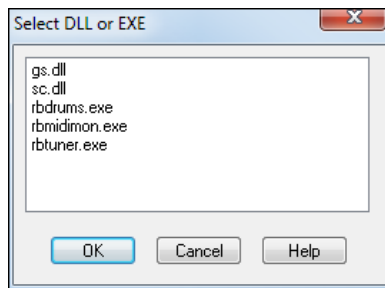 Select DLL or EXE
gs.dll
sc.dll
rbdrums.exe
rbmidimon.exe
rbtuner.exe
OK Cancel Help